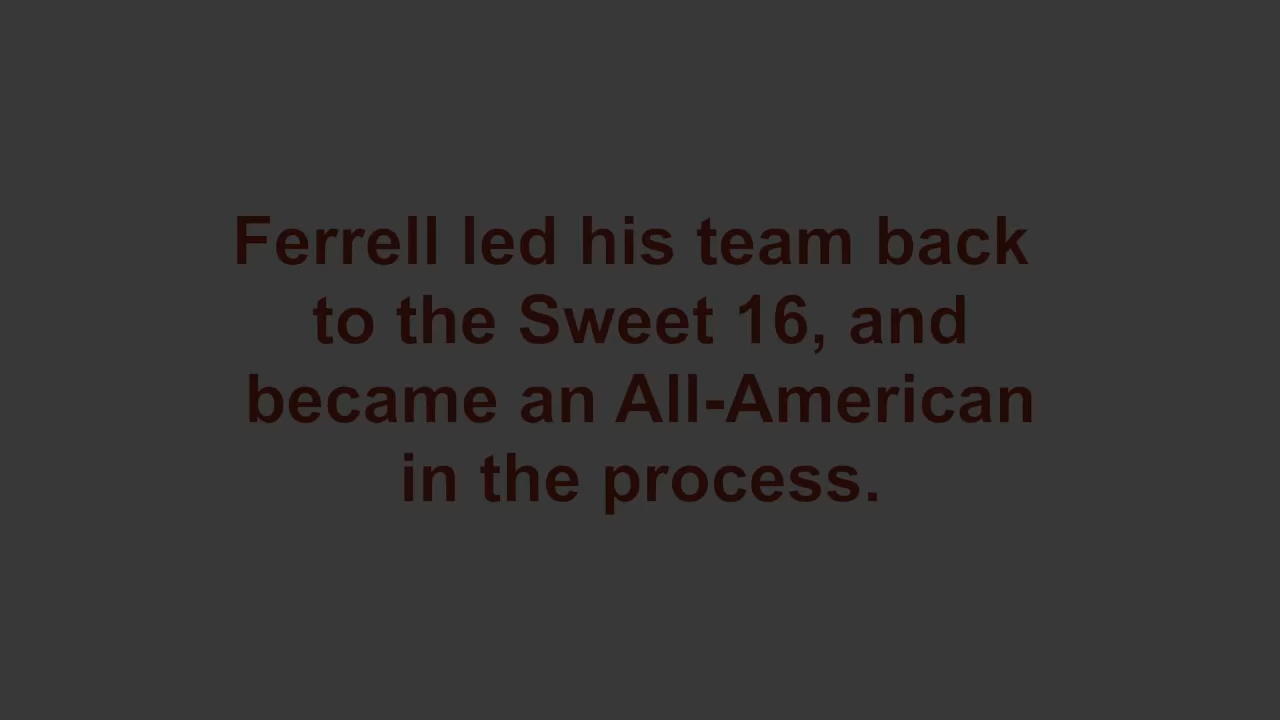 Ferrell led his team back
to the Sweet 16, and
became an All-American
in the process.